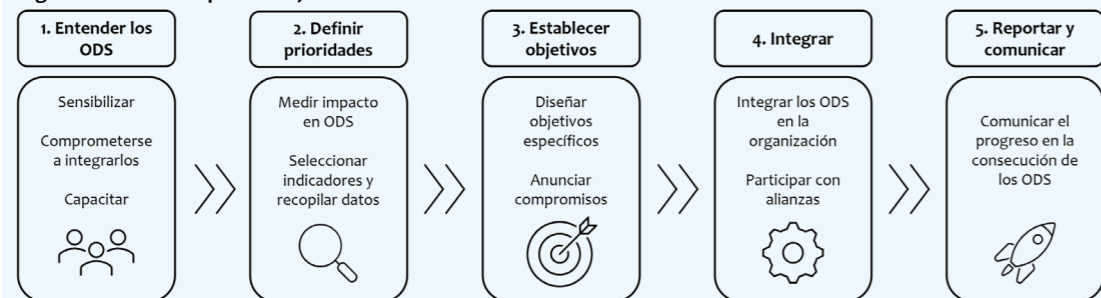 1. Entender los
ODS
2. Definir
prioridades
3. Establecer
objetivos
4. Integrar
5. Reportar y
comunicar
Sensibilizar
Comprometerse
a integrarlos
Capacitar
Medir impacto
en ODS
Seleccionar
indicadores y
recopilar datos
Diseñar
objetivos
específicos
Anunciar
compromisos
Integrar los ODS
en la
organización
Participar con
alianzas
Comunicar el
progreso en la
consecución de
los ODS